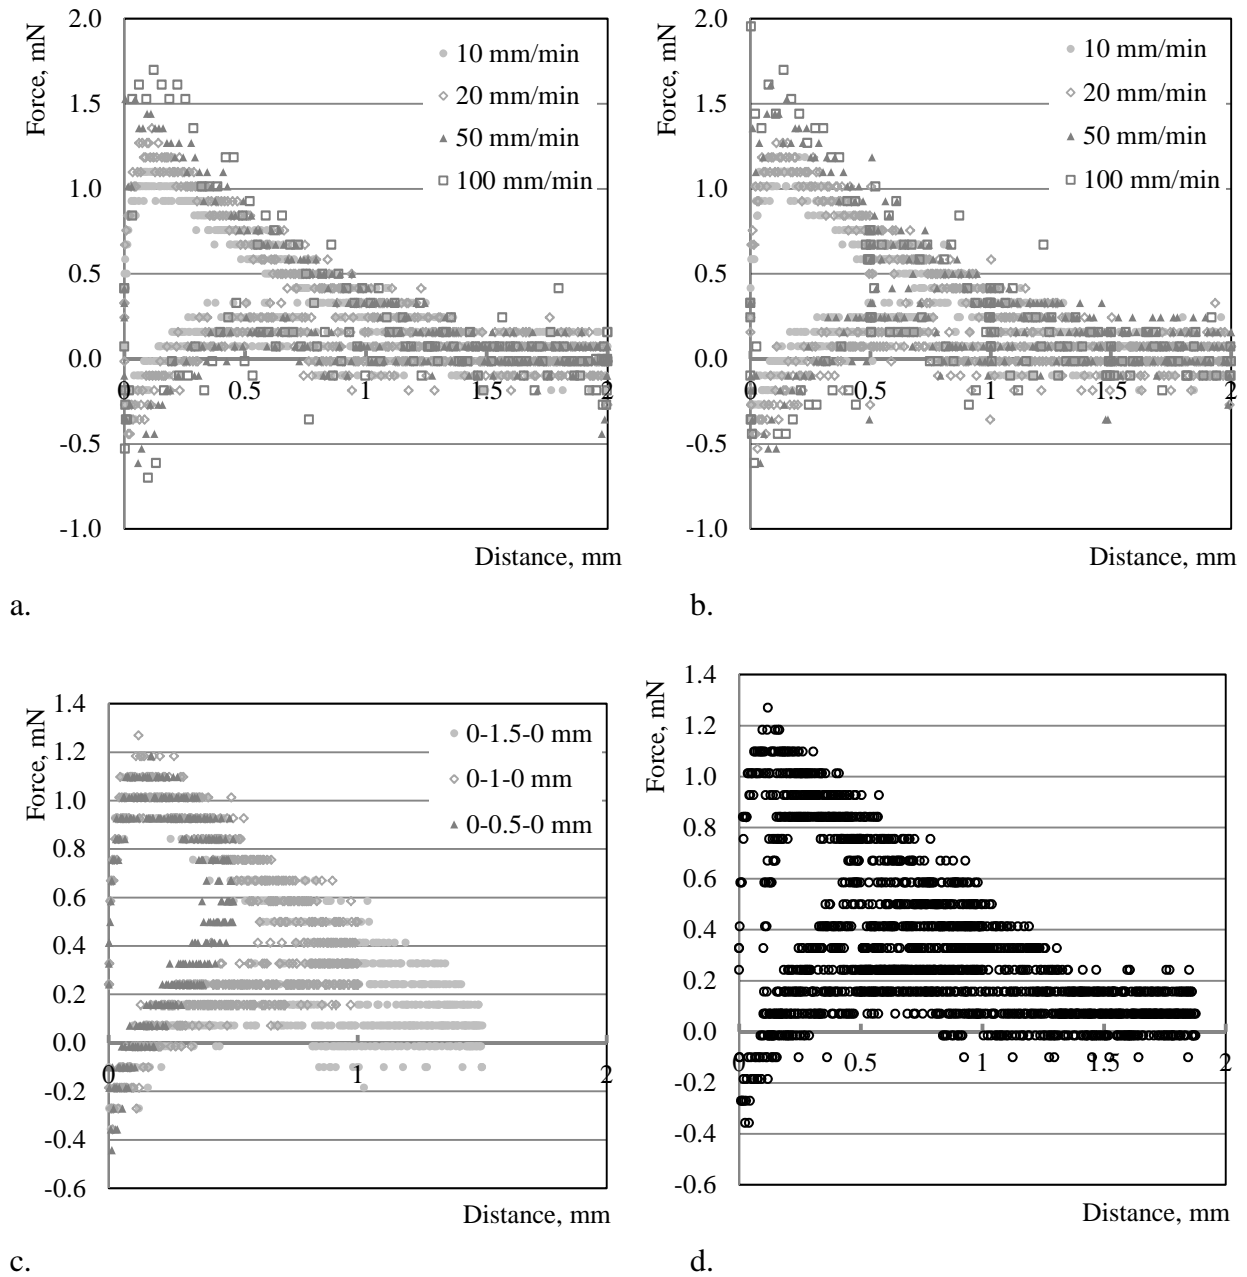 Force, mN
2.0
1.5
1.0
0.5
0.0
-0.5
-1.0
0
0.5
1
1.5
2
10 mm/min
20 mm/min
50 mm/min
100 mm/min
Distance, mm
a.
Force, mN
2.0
1.5
1.0
0.5
0.0
-0.5
-1.0
0
0.5
1
1.5
2
10 mm/min
20 mm/min
50 mm/min
100 mm/min
Distance, mm
b.
Force, mN
1.4
1.2
1.0
0.8
0.6
0.4
0.2
0.0
-0.2
-0.4
-0.6
0
1
2
0-1.5-0 mm
0-1-0 mm
0-0.5-0 mm
Distance, mm
c.
Force, mN
1.4
1.2
1.0
0.8
0.6
0.4
0.2
0.0
-0.2
-0.4
-0.6
0
0.5
1
1.5
2
Distance, mm
d.